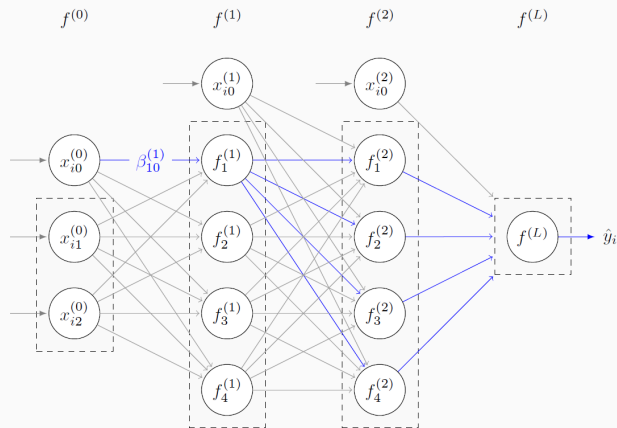 f^{(0)} f^{(1)} f^{(2)} f^{(L)}
x_{i0}^{(1)} x_{i0}^{(2)}
x_{i0}^{(0)} β_{10}^{(1)} f_1^{(1)} f_1^{(2)}
x_{i1}^{(0)} f_2^{(1)} f_2^{(2)} f^{(L)} ŷ_i
x_{i2}^{(0)} f_3^{(1)} f_3^{(2)}
f_4^{(1)} f_4^{(2)}